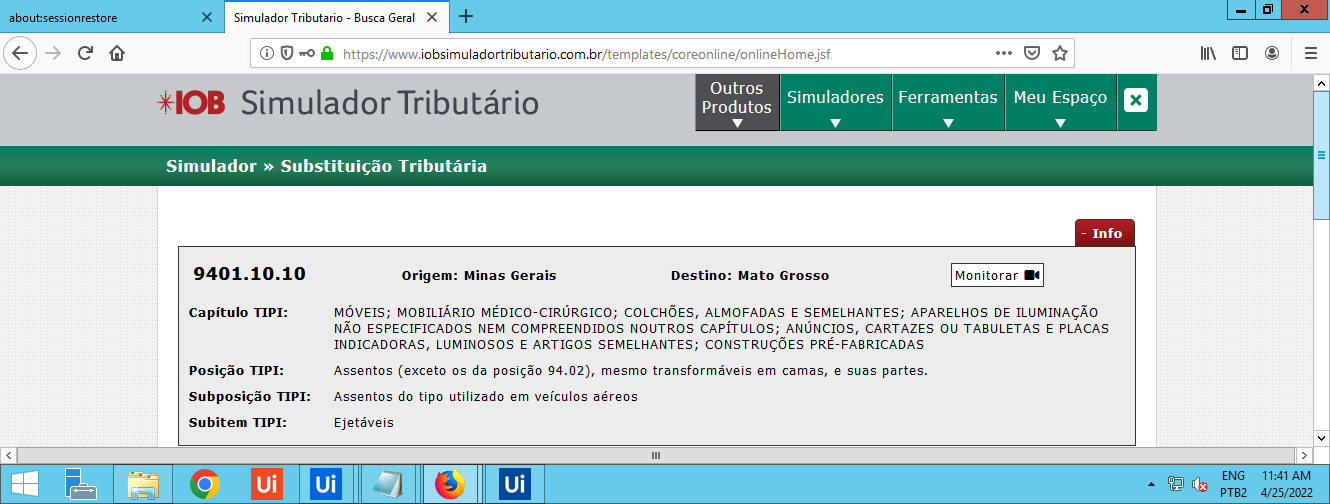 about:sessionrestore
Simulador Tributario - Busca Geral
https://www.iobsimuladortributario.com.br/templates/coreonline/onlineHome.jsf
IOB Simulador Tributário
Outros Produtos
Simuladores
Ferramentas
Meu Espaço
Simulador » Substituição Tributária
- Info
9401.10.10 Origem: Minas Gerais Destino: Mato Grosso Monitorar
Capítulo TIPI: MÓVEIS; MOBILIÁRIO MÉDICO-CIRÚRGICO; COLCHÕES, ALMOFADAS E SEMELHANTES; APARELHOS DE ILUMINAÇÃO
NÃO ESPECIFICADOS NEM COMPREENDIDOS NOUTROS CAPÍTULOS; ANÚNCIOS, CARTAZES OU TABULETAS E PLACAS
INDICADORAS, LUMINOSOS E ARTIGOS SEMELHANTES; CONSTRUÇÕES PRÉ-FABRICADAS
Posição TIPI: Assentos (exceto os da posição 94.02), mesmo transformáveis em camas, e suas partes.
Subposição TIPI: Assentos do tipo utilizado em veículos aéreos
Subitem TIPI: Ejetáveis
Ui
Ui
Ui
ENG 11:41 AM
PTB2 4/25/2022